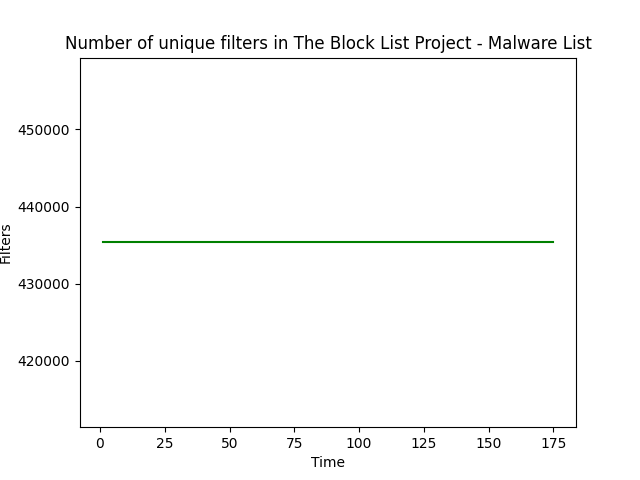 Number of unique filters in The Block List Project - Malware List
450000
440000
430000
420000
Filters
0 25 50 75 100 125 150 175
Time